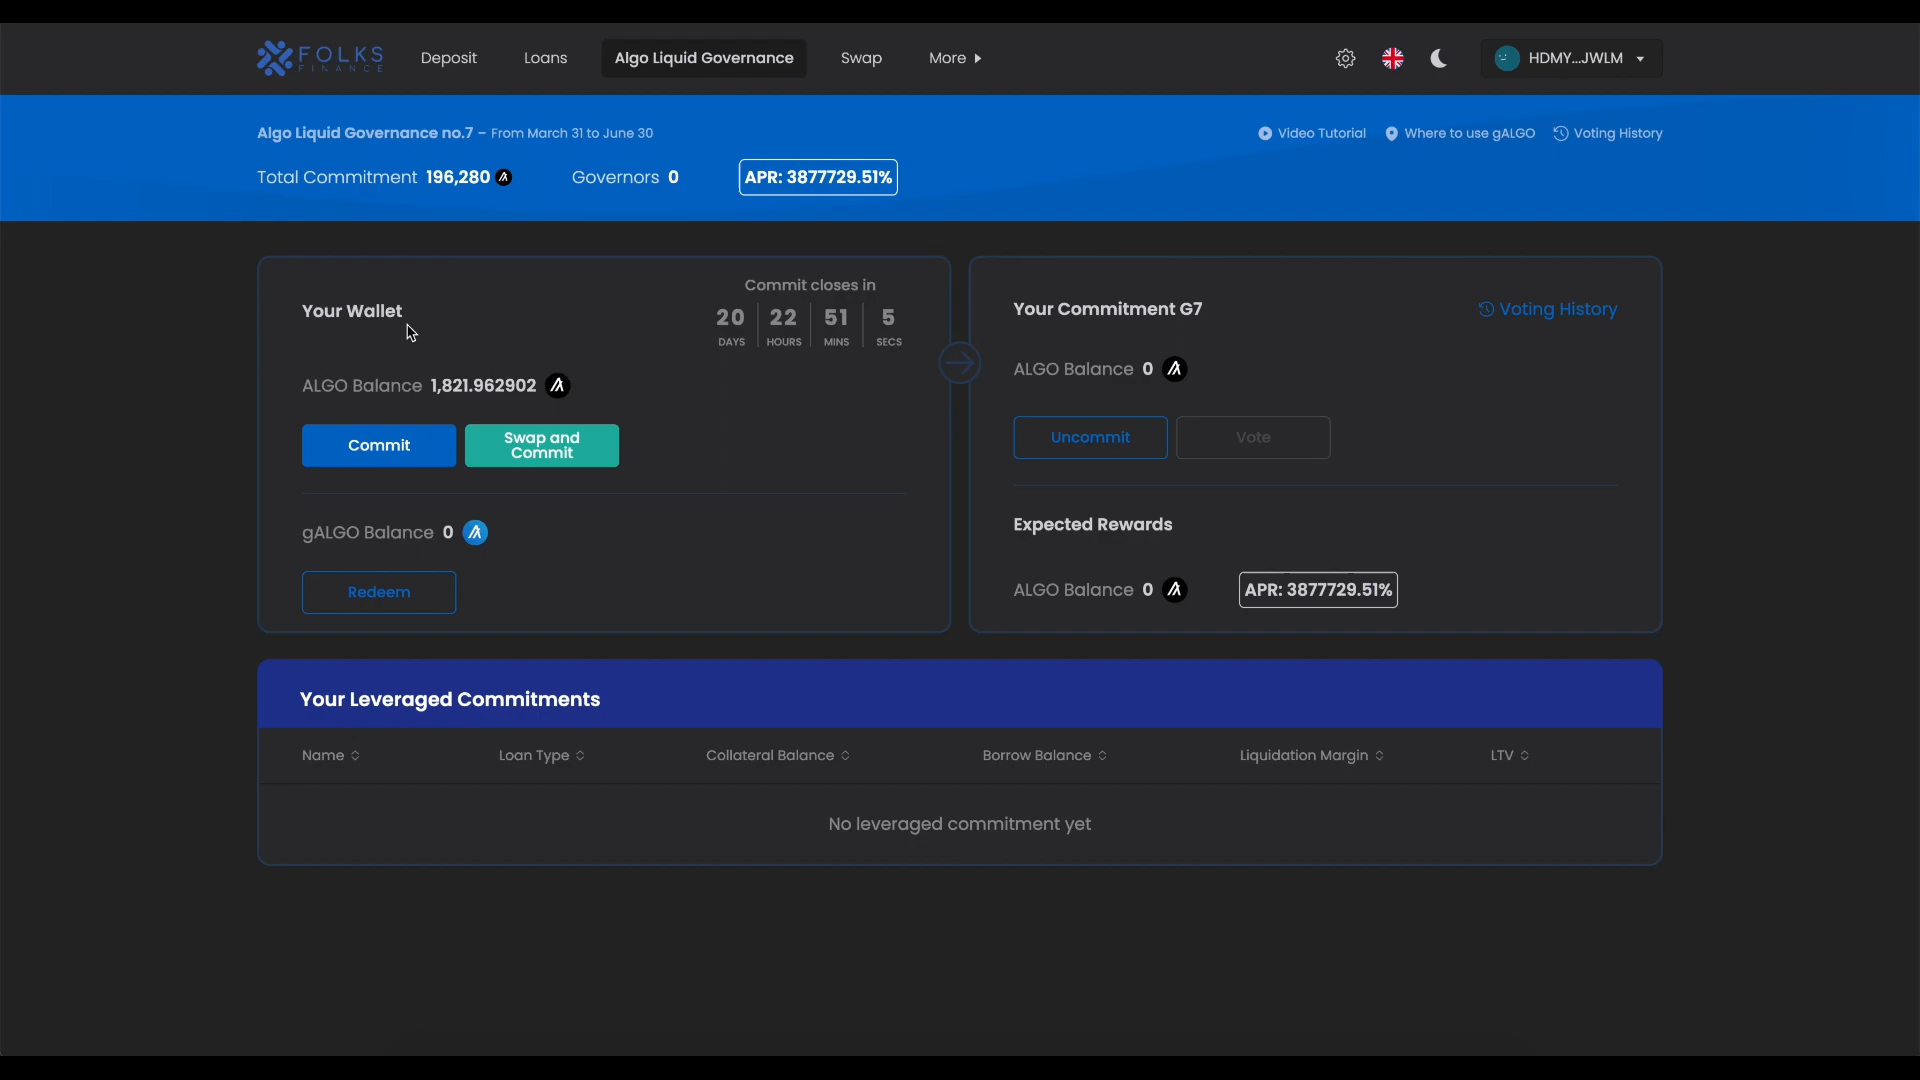 FOLKS
FINANCE
Deposit
Loans
Algo Liquid Governance
Swap
More
HDMY...JWLM
Algo Liquid Governance no.7 – From March 31 to June 30
Video Tutorial
Where to use gALGO
Voting History
Total Commitment 196,280
Governors 0
APR: 3877729.51%
Your Wallet
Commit closes in
20 22 51 5
DAYS HOURS MINS SECS
ALGO Balance 1,821.962902
Commit
Swap and
Commit
gALGO Balance 0
Redeem
Your Commitment G7
Voting History
ALGO Balance 0
Uncommit
Vote
Expected Rewards
ALGO Balance 0
APR: 3877729.51%
Your Leveraged Commitments
Name
Loan Type
Collateral Balance
Borrow Balance
Liquidation Margin
LTV
No leveraged commitment yet